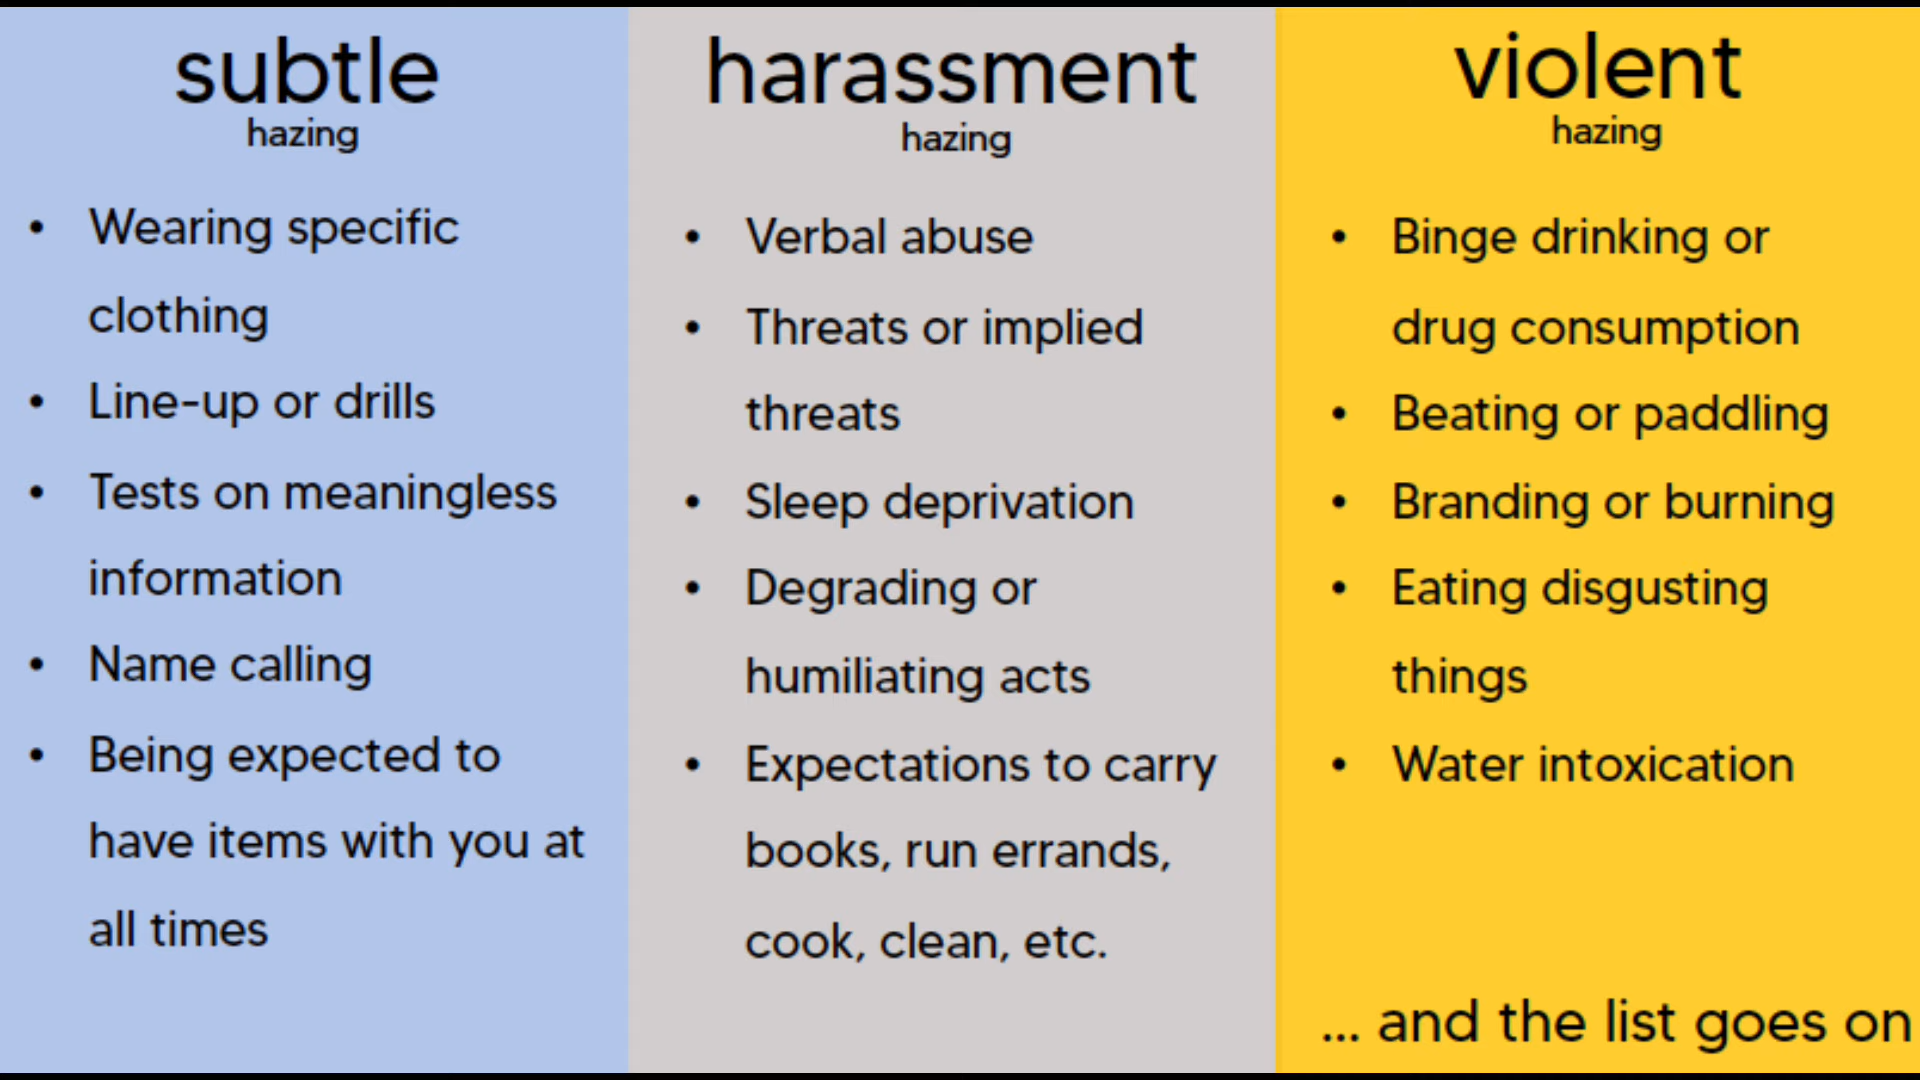 subtle
hazing
• Wearing specific
clothing
• Line-up or drills
• Tests on meaningless
information
• Name calling
• Being expected to
have items with you at
all times
harassment
hazing
• Verbal abuse
• Threats or implied
threats
• Sleep deprivation
• Degrading or
humiliating acts
• Expectations to carry
books, run errands,
cook, clean, etc.
violent
hazing
• Binge drinking or
drug consumption
• Beating or paddling
• Branding or burning
• Eating disgusting
things
• Water intoxication
... and the list goes on